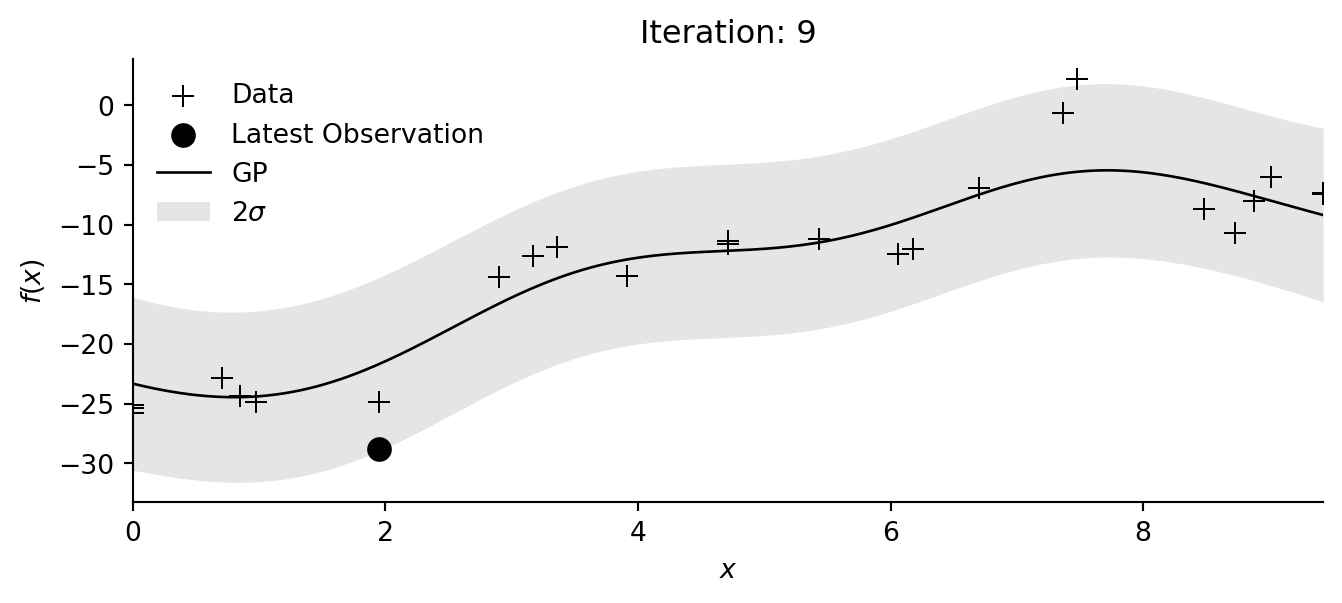 Iteration: 9
Data
Latest Observation
GP
2σ
f(x)
0
−5
−10
−15
−20
−25
−30
0 2 4 6 8
x